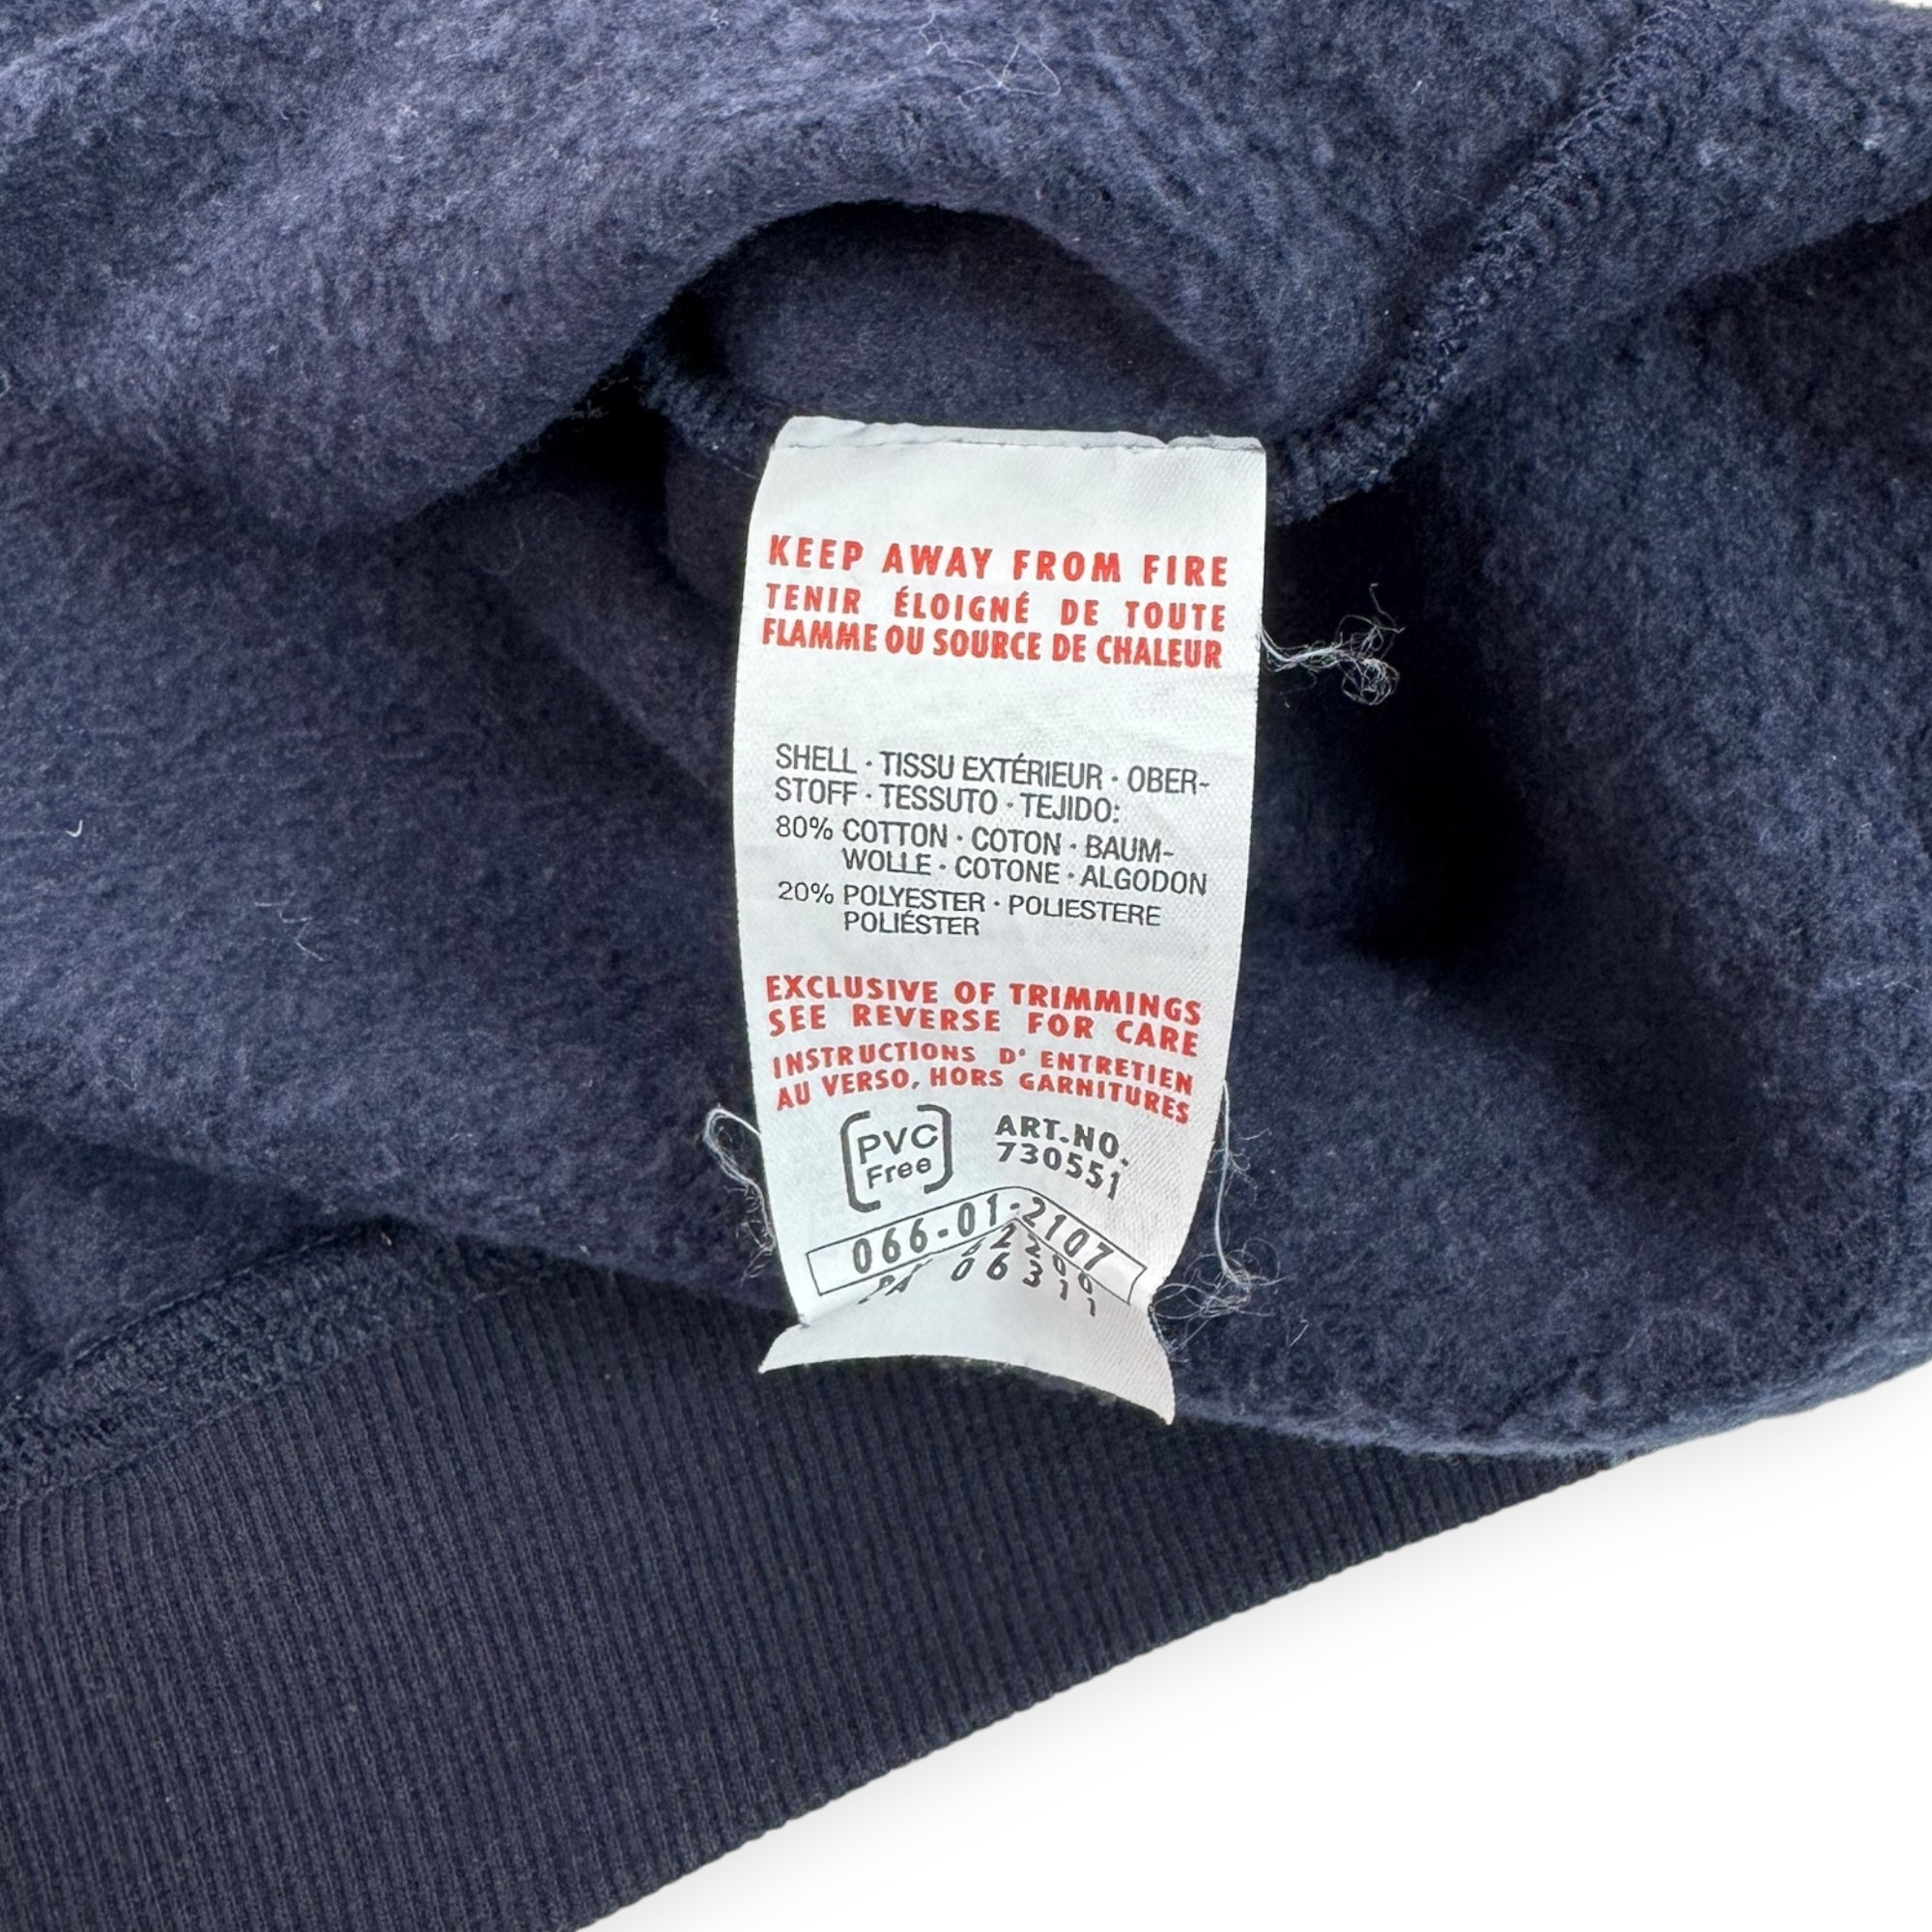 KEEP AWAY FROM FIRE
TENIR ÉLOIGNÉ DE TOUTE
FLAMME OU SOURCE DE CHALEUR
SHELL · TISSU EXTÉRIEUR · OBER-
STOFF · TESSUTO · TEJIDO:
80% COTTON · COTON · BAUM-
WOLLE · COTONE · ALGODON
20% POLYESTER · POLIESTERE
POLIÉSTER
EXCLUSIVE OF TRIMMINGS
SEE REVERSE FOR CARE
INSTRUCTIONS D' ENTRETIEN
AU VERSO, HORS GARNITURES
PVC
Free
ART.NO.
730551
066-01-2107